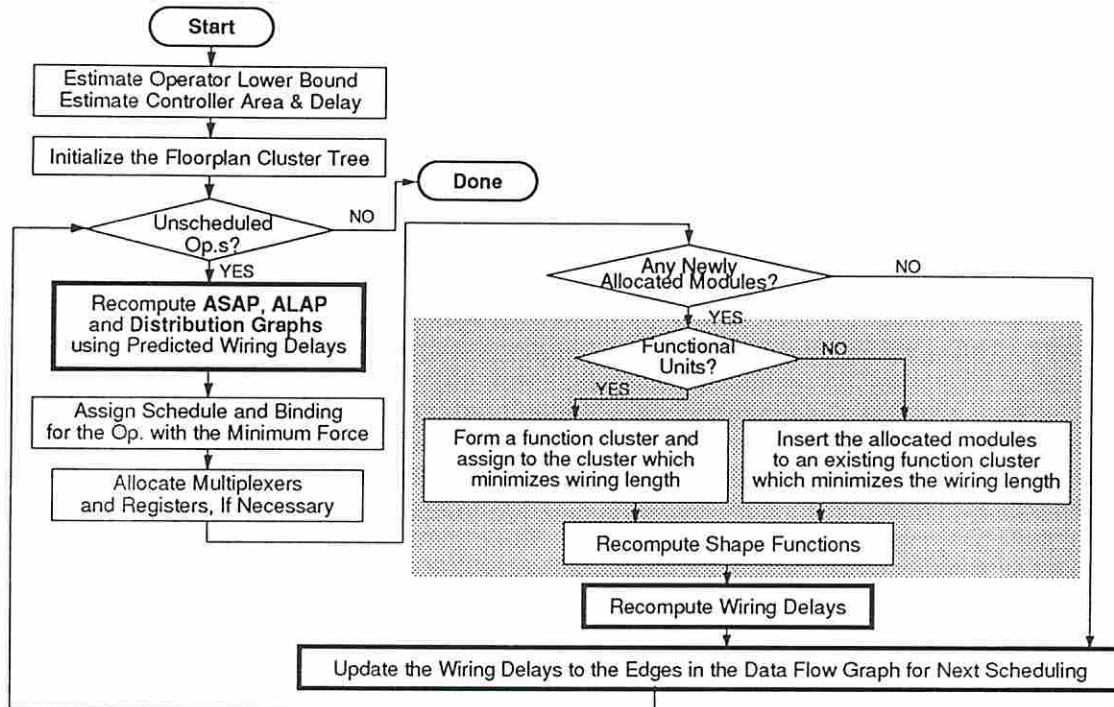 Start
Estimate Operator Lower Bound
Estimate Controller Area & Delay
Initialize the Floorplan Cluster Tree
Done
Unscheduled
Op.s?
NO
YES
Recompute ASAP, ALAP
and Distribution Graphs
using Predicted Wiring Delays
Assign Schedule and Binding
for the Op. with the Minimum Force
Allocate Multiplexers
and Registers, If Necessary
Any Newly
Allocated Modules?
NO
YES
Functional
Units?
NO
YES
Form a function cluster and
assign to the cluster which
minimizes wiring length
Insert the allocated modules
to an existing function cluster
which minimizes the wiring length
Recompute Shape Functions
Recompute Wiring Delays
Update the Wiring Delays to the Edges in the Data Flow Graph for Next Scheduling